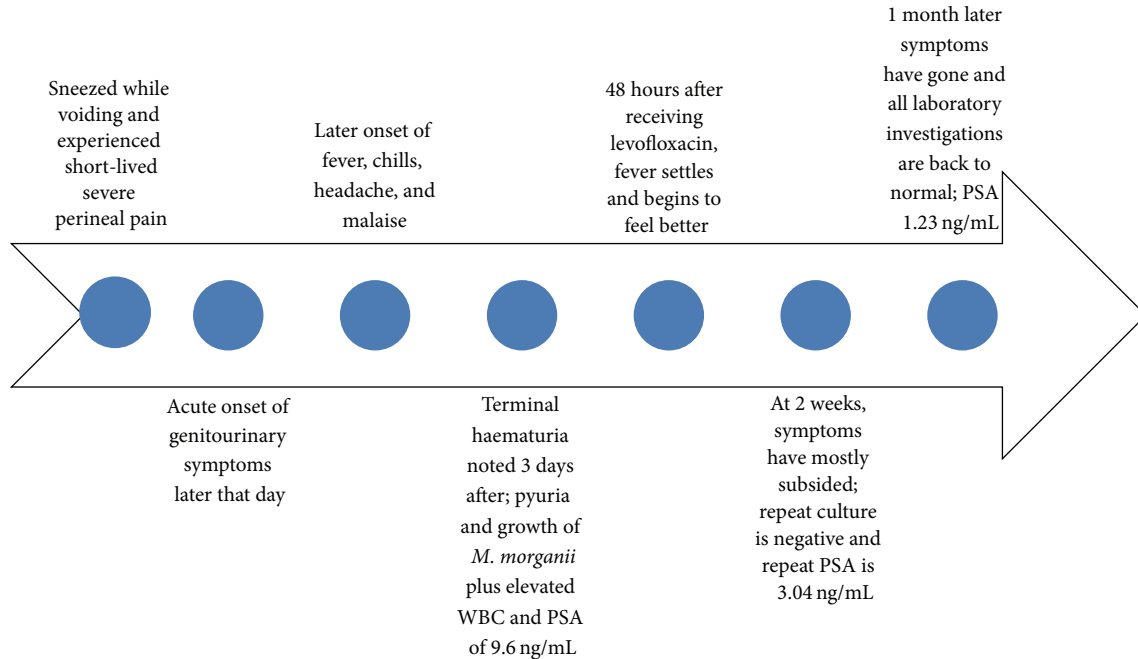 Sneezed while
voiding and
experienced
short-lived
severe
perineal pain
Acute onset of
genitourinary
symptoms
later that day
Later onset of
fever, chills,
headache, and
malaise
Terminal
haematuria
noted 3 days
after; pyuria
and growth of
M. morganii
plus elevated
WBC and PSA
of 9.6 ng/mL
48 hours after
receiving
levofloxacin,
fever settles
and begins to
feel better
At 2 weeks,
symptoms
have mostly
subsided;
repeat culture
is negative and
repeat PSA is
3.04 ng/mL
1 month later
symptoms
have gone and
all laboratory
investigations
are back to
normal; PSA
1.23 ng/mL